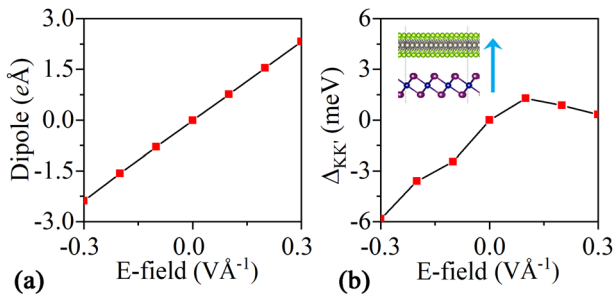 3.0
1.5
0.0
-1.5
-3.0
Dipole (eÅ)
-0.3
0.0
0.3
E-field (VÅ⁻¹)
(a)
6
3
0
-3
-6
Δ_KK' (meV)
-0.3
0.0
0.3
E-field (VÅ⁻¹)
(b)